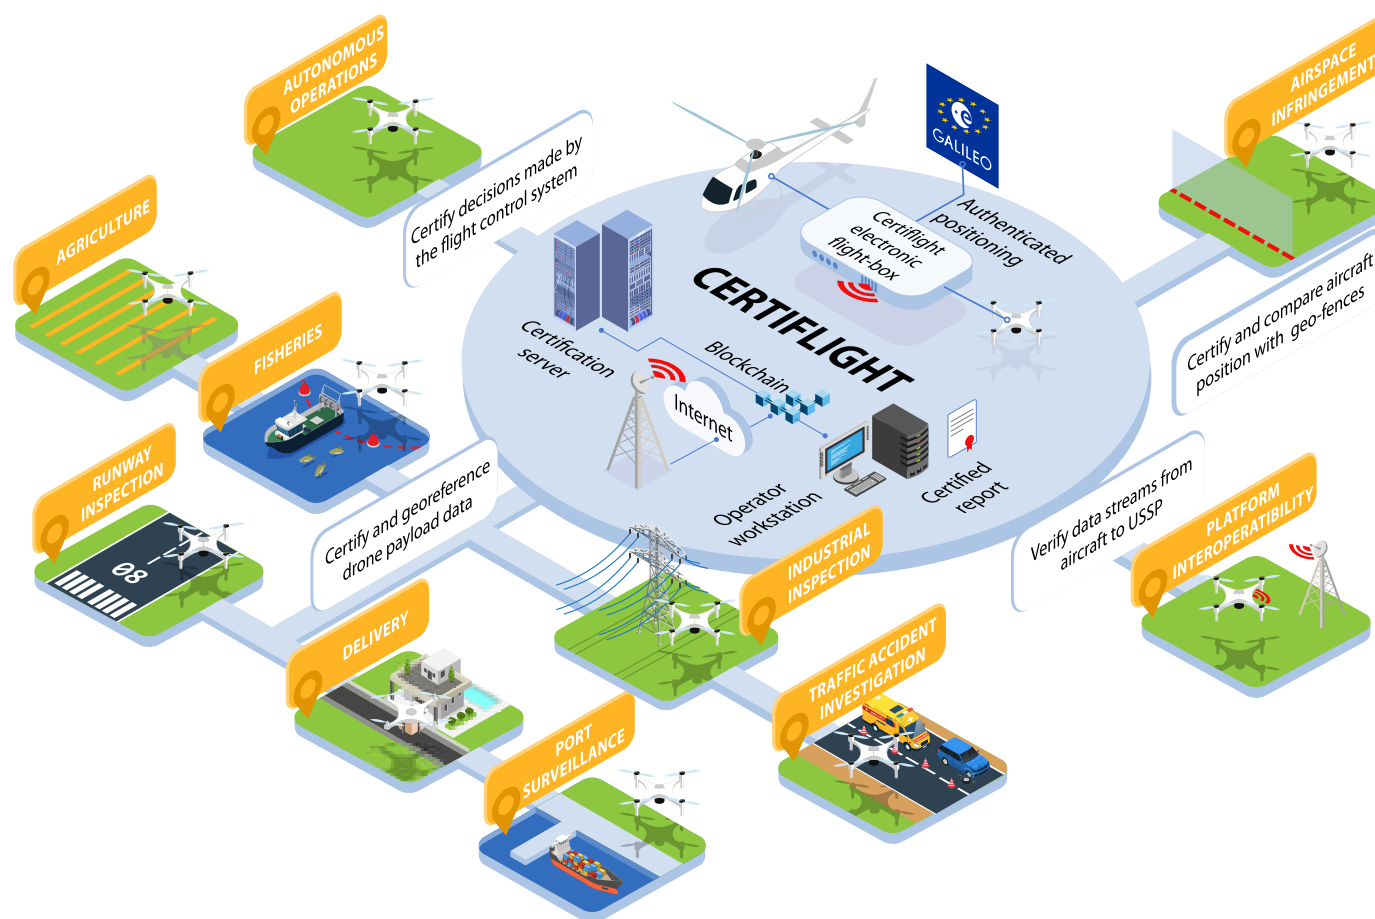 AUTONOMOUS
OPERATIONS
AIRSPACE
INFRINGEMENT
GALILEO
Certify decisions made by
the flight control system
Authenticated
positioning
Certiflight
electronic
flight-box
AGRICULTURE
CERTIFLIGHT
Certify and compare aircraft
position with geo-fences
FISHERIES
Certification
server
Blockchain
Internet
RUNWAY
INSPECTION
08
Certify and georeference
drone payload data
Operator
workstation
Certified
report
Verify data streams from
aircraft to USSP
PLATFORM
INTEROPERATIBILITY
INDUSTRIAL
INSPECTION
DELIVERY
TRAFFIC ACCIDENT
INVESTIGATION
PORT
SURVEILLANCE